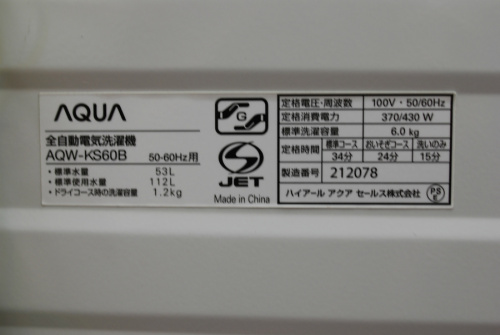 AQUA
全自動電気洗濯機
AQW-KS60B 50-60Hz用
・標準水量 53L
・標準使用水量 112L
・ドライコース時の洗濯容量 1.2kg
G
S
JET
Made in China
定格電圧・周波数 100V・50/60Hz
定格消費電力 370/430 W
標準洗濯容量 6.0 kg
定格時間 標準コース おいそぎコース 洗いのみ
34分 24分 15分
製造番号 212078
ハイアール アクア セールス株式会社 PS E